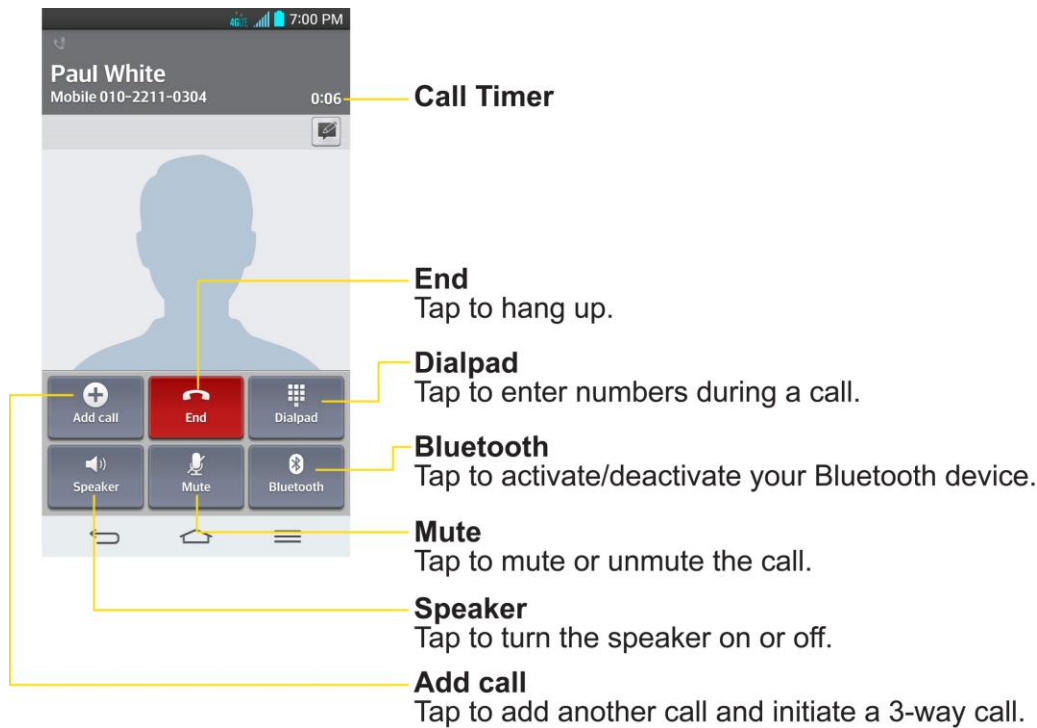 4G LTE 7:00 PM
Paul White
Mobile 010-2211-0304 0:06
Call Timer
End
Tap to hang up.
Dialpad
Tap to enter numbers during a call.
Add call End Dialpad
Bluetooth
Tap to activate/deactivate your Bluetooth device.
Speaker Mute Bluetooth
Mute
Tap to mute or unmute the call.
Speaker
Tap to turn the speaker on or off.
Add call
Tap to add another call and initiate a 3-way call.